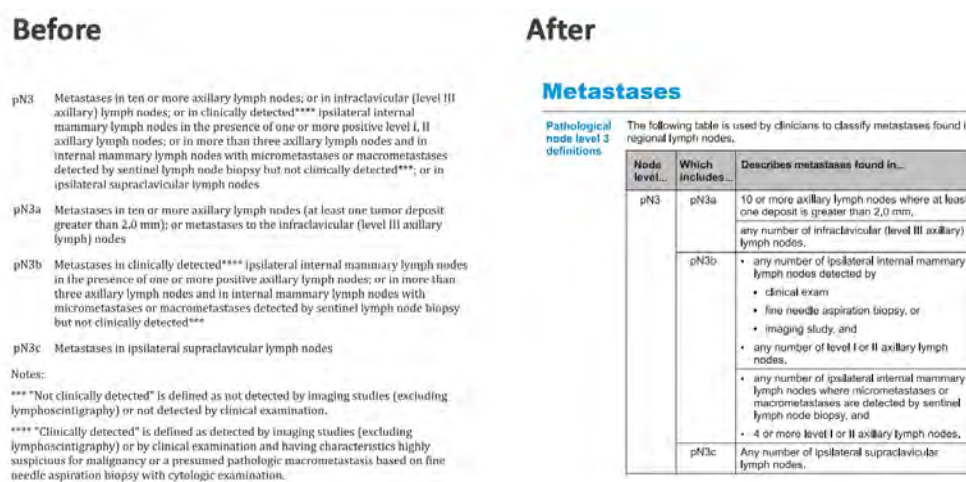 Before
pN3 Metastases in ten or more axillary lymph nodes; or in infraclavicular (level III
axillary) lymph nodes; or in clinically detected**** ipsilateral internal
mammary lymph nodes in the presence of one or more positive level I, II
axillary lymph nodes; or in more than three axillary lymph nodes and in
internal mammary lymph nodes with micrometastases or macrometastases
detected by sentinel lymph node biopsy but not clinically detected***; or in
ipsilateral supraclavicular lymph nodes
pN3a Metastases in ten or more axillary lymph nodes (at least one tumor deposit
greater than 2.0 mm); or metastases to the infraclavicular (level III axillary
lymph) nodes
pN3b Metastases in clinically detected**** ipsilateral internal mammary lymph nodes
in the presence of one or more positive axillary lymph nodes; or in more than
three axillary lymph nodes and in internal mammary lymph nodes with
micrometastases or macrometastases detected by sentinel lymph node biopsy
but not clinically detected***
pN3c Metastases in ipsilateral supraclavicular lymph nodes
Notes:
*** "Not clinically detected" is defined as not detected by imaging studies (excluding
lymphoscintigraphy) or not detected by clinical examination.
**** "Clinically detected" is defined as detected by imaging studies (excluding
lymphoscintigraphy) or by clinical examination and having characteristics highly
suspicious for malignancy or a presumed pathologic macrometastasis based on fine
needle aspiration biopsy with cytologic examination.
After
Metastases
Pathological
node level 3
definitions
The following table is used by clinicians to classify metastases found
regional lymph nodes.
Node
level...
Which
includes...
Describes metastases found in...
pN3
pN3a
10 or more axillary lymph nodes where at least
one deposit is greater than 2,0 mm,
any number of infraclavicular (level III axillary)
lymph nodes.
pN3b
• any number of ipsilateral internal mammary
lymph nodes detected by
• clinical exam
• fine needle aspiration biopsy, or
• imaging study, and
• any number of level I or II axillary lymph
nodes.
• any number of ipsilateral internal mammary
lymph nodes where micrometastases or
macrometastases are detected by sentinel
lymph node biopsy, and
• 4 or more level I or II axillary lymph nodes.
pN3c
Any number of ipsilateral supraclavicular
lymph nodes.